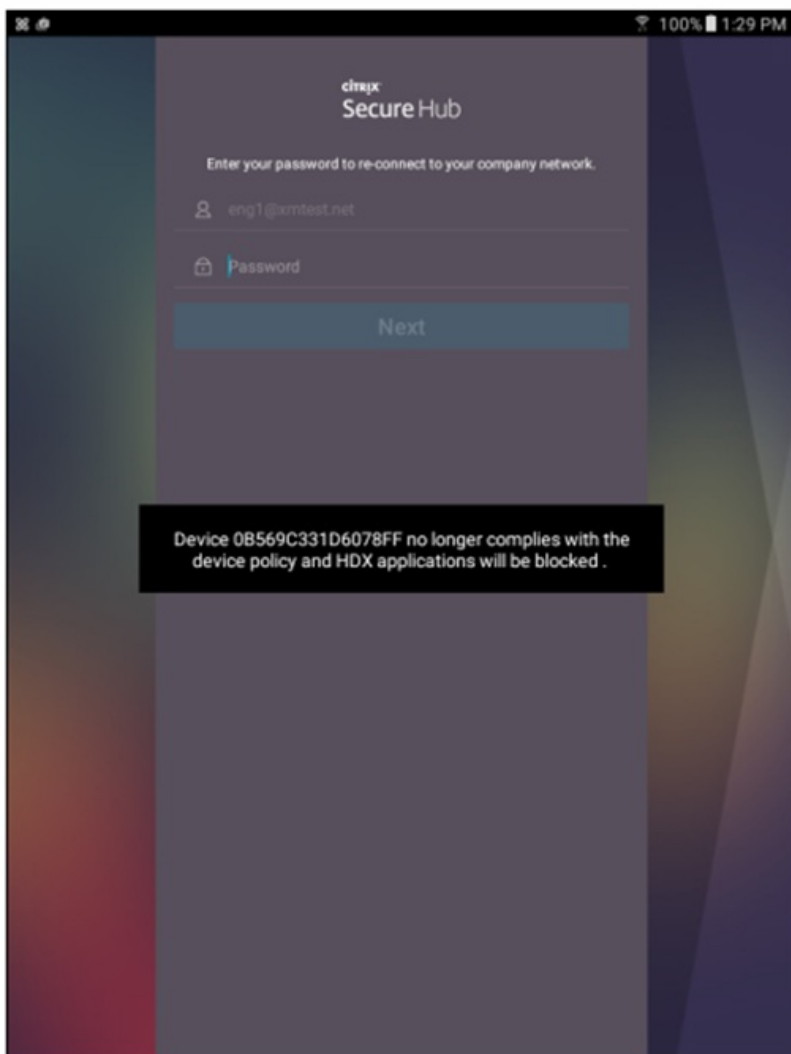 100% 1:29 PM
citrix
Secure Hub
Enter your password to re-connect to your company network.
eng1@xmtest.net
Password
Next
Device 0B569C331D6078FF no longer complies with the
device policy and HDX applications will be blocked .